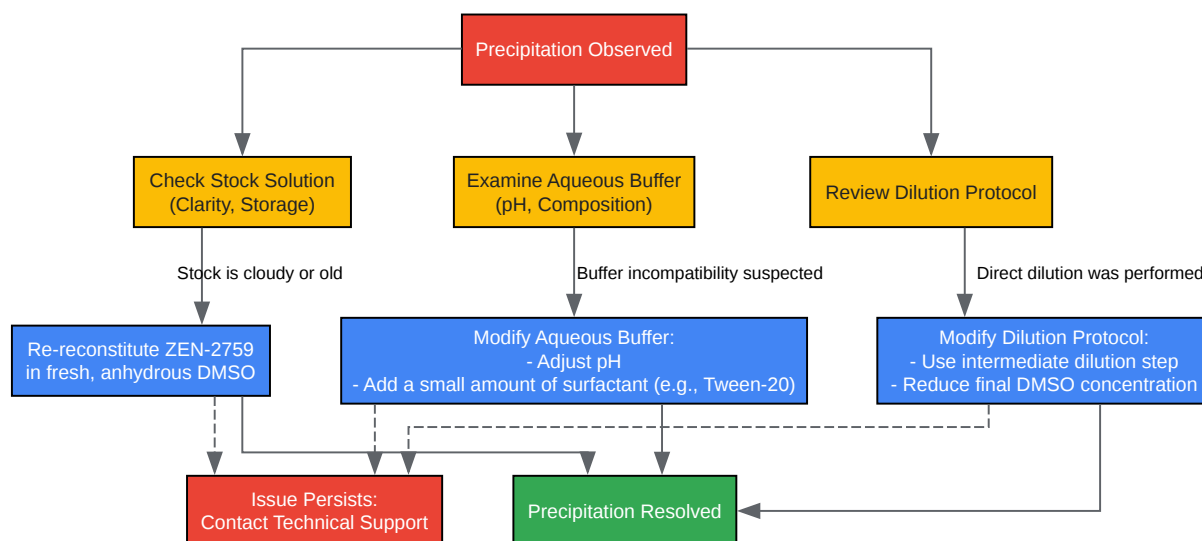 Precipitation Observed
Check Stock Solution
(Clarity, Storage)
Examine Aqueous Buffer
(pH, Composition)
Review Dilution Protocol
Stock is cloudy or old
Buffer incompatibility suspected
Direct dilution was performed
Re-reconstitute ZEN-2759
in fresh, anhydrous DMSO
Modify Aqueous Buffer:
- Adjust pH
- Add a small amount of surfactant (e.g., Tween-20)
Modify Dilution Protocol:
- Use intermediate dilution step
- Reduce final DMSO concentration
Issue Persists:
Contact Technical Support
Precipitation Resolved